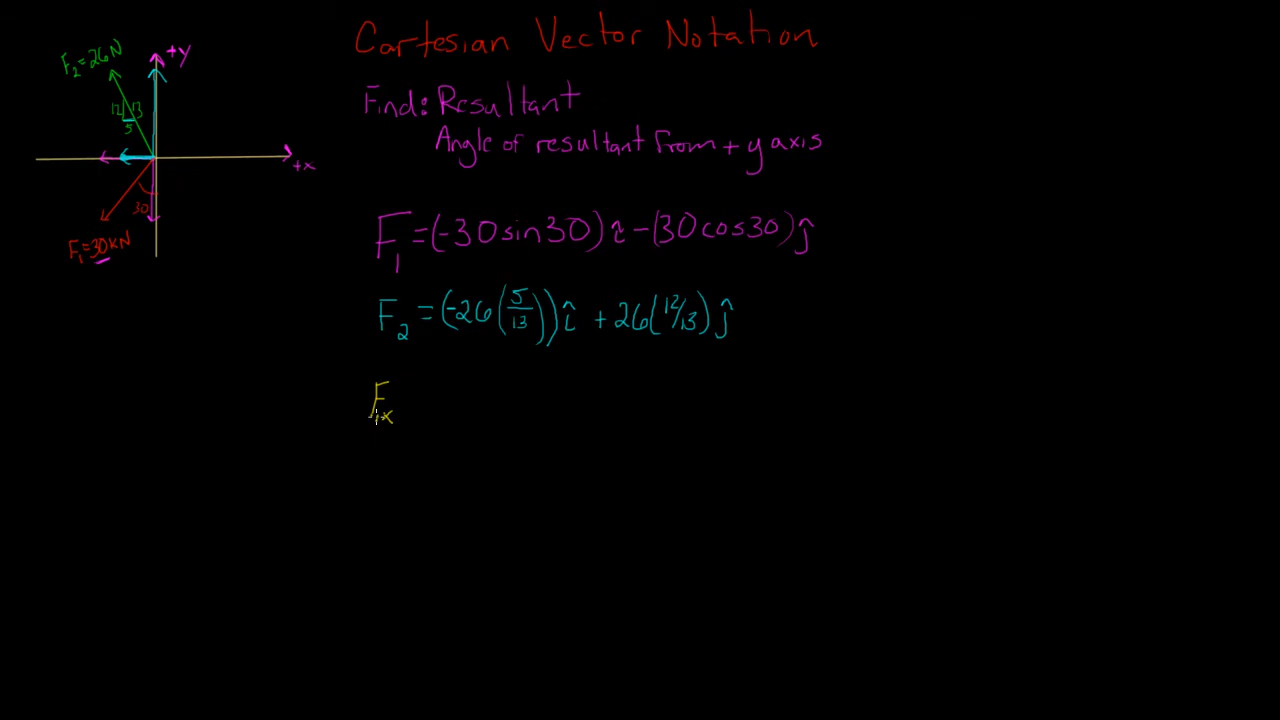 Cartesian Vector Notation
F₂=26N
+y
Find: Resultant
12 13
5
Angle of resultant from + y axis
+x
30
F₁=30kN
F₁=(-30sin30)î-(30cos30)ĵ
F₂=(-26(5/13))î +26(12/13)ĵ
F₁ₓ